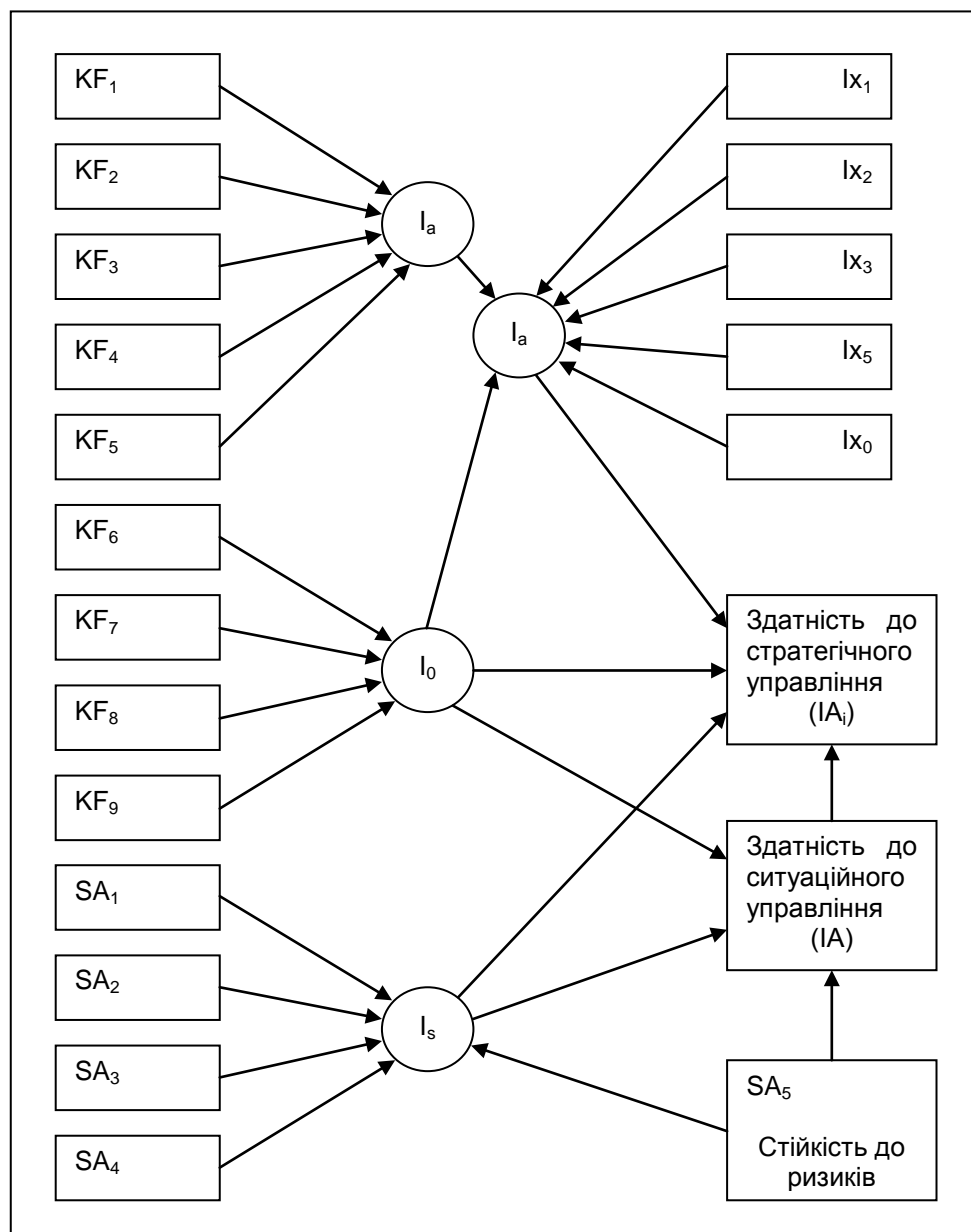 KF₁
KF₂
KF₃
KF₄
KF₅
KF₆
KF₇
KF₈
KF₉
SA₁
SA₂
SA₃
SA₄
Iₐ
Iₐ
I₀
Iₛ
Ix₁
Ix₂
Ix₃
Ix₅
Ix₀
Здатність до
стратегічного
управління
(IAᵢ)
Здатність до
ситуаційного
управління
(IA)
SA₅
Стійкість до
ризиків